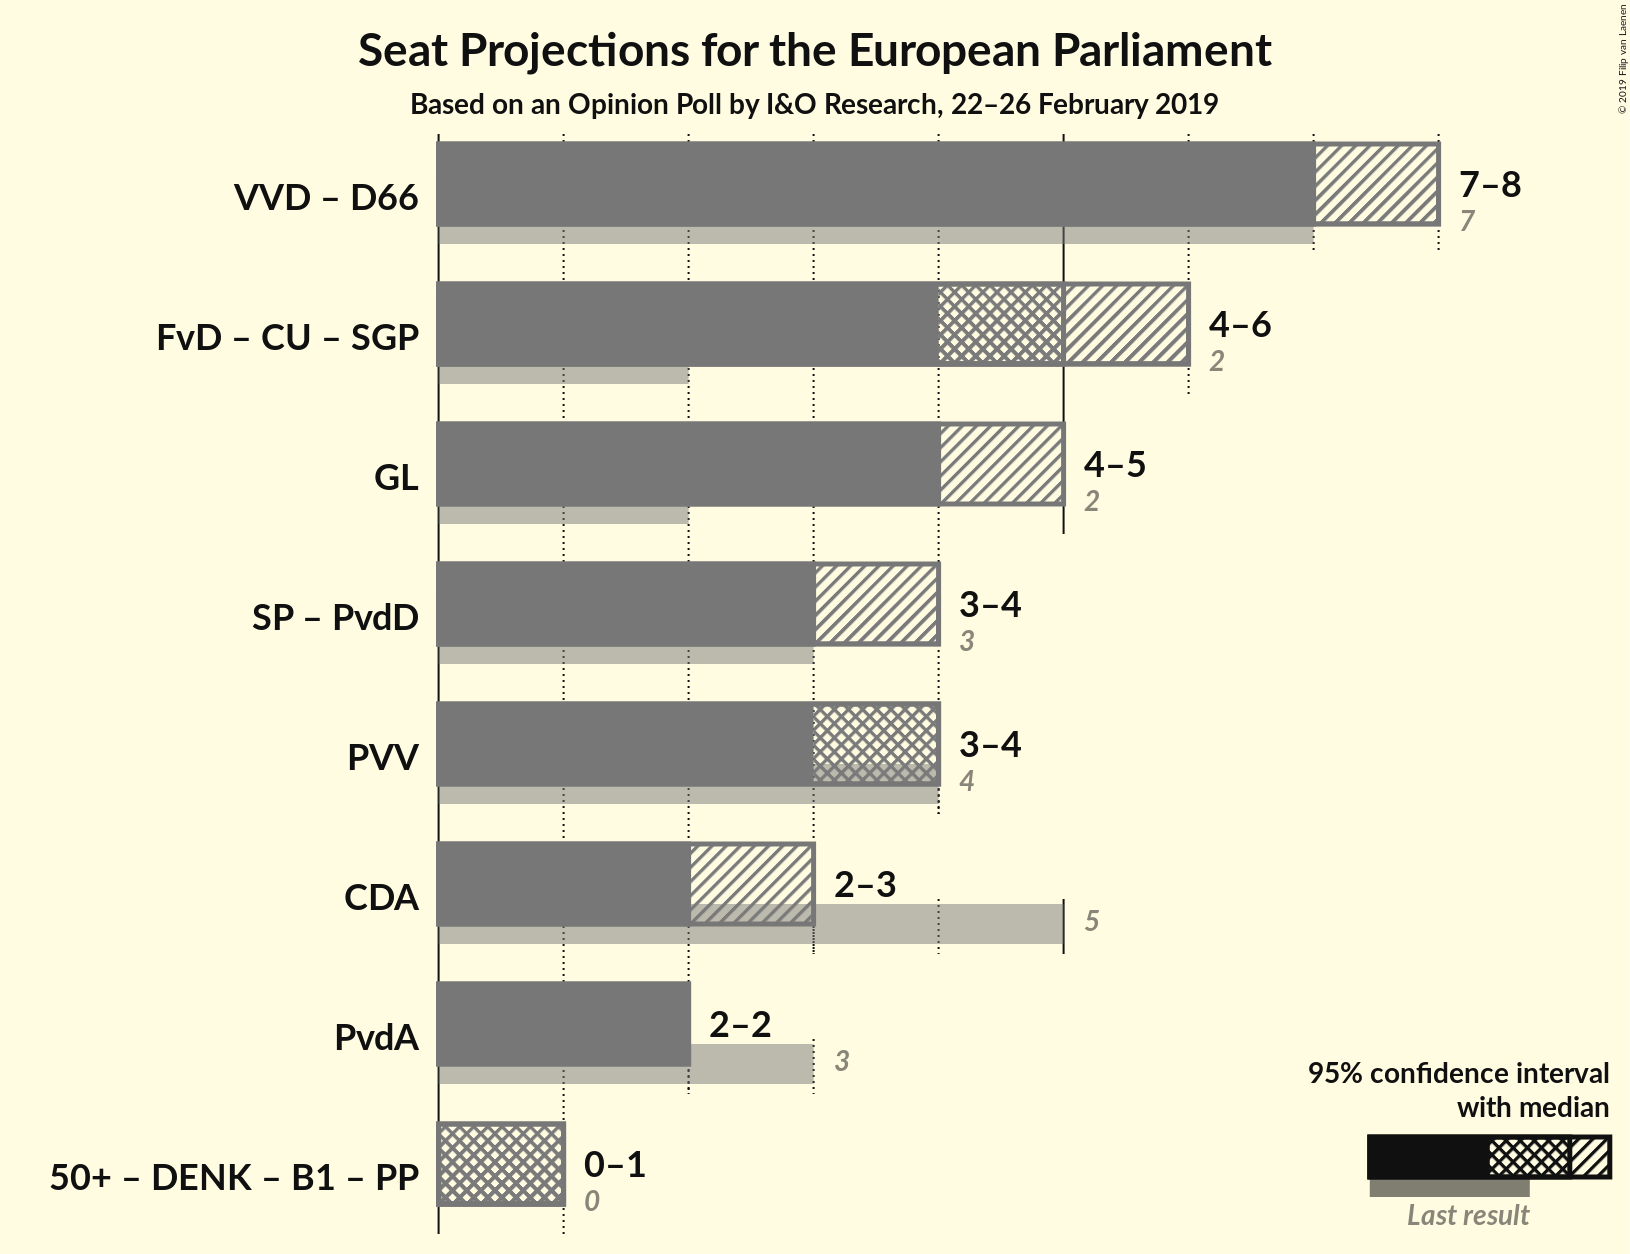 Seat Projections for the European Parliament
Based on an Opinion Poll by I&O Research, 22–26 February 2019
© 2019 Filip van Laenen
VVD – D66
7–8
7
FvD – CU – SGP
4–6
2
GL
4–5
2
SP – PvdD
3–4
3
PVV
3–4
4
CDA
2–3
5
PvdA
2–2
3
50+ – DENK – B1 – PP
0–1
0
95% confidence interval
with median
Last result